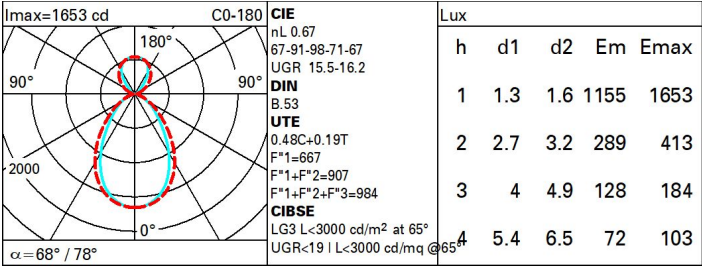 Imax=1653 cd C0-180
180°
90° 90°
2000
0°
α=68° / 78°
CIE
nL 0.67
67-91-98-71-67
UGR 15.5-16.2
DIN
B.53
UTE
0.48C+0.19T
F"1=667
F"1+F"2=907
F"1+F"2+F"3=984
CIBSE
LG3 L<3000 cd/m² at 65°
UGR<19 | L<3000 cd/mq @65°
Lux
h d1 d2 Em Emax
1 1.3 1.6 1155 1653
2 2.7 3.2 289 413
3 4 4.9 128 184
4 5.4 6.5 72 103